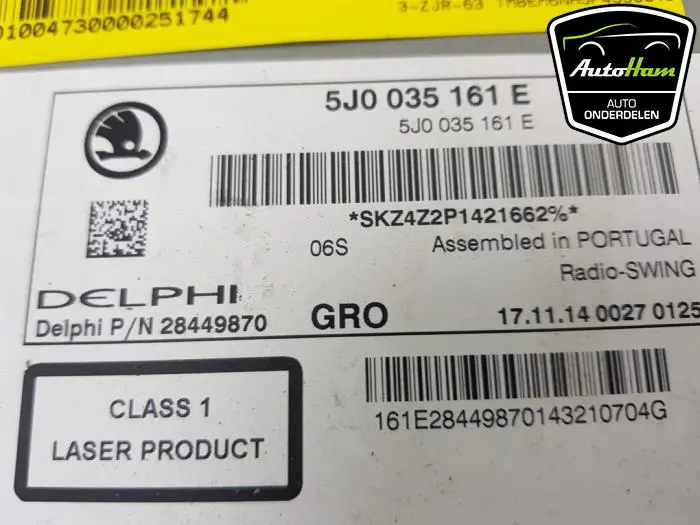 01004730000251744
3-ZJR-63
AutoHam
AUTO
ONDERDELEN
5J0 035 161 E
5J0 035 161 E
*SKZ4Z2P1421662%*
06S Assembled in PORTUGAL
Radio-SWING
DELPHI
Delphi P/N 28449870 GRO 17.11.14 0027 0125
CLASS 1
LASER PRODUCT
161E28449870143210704G